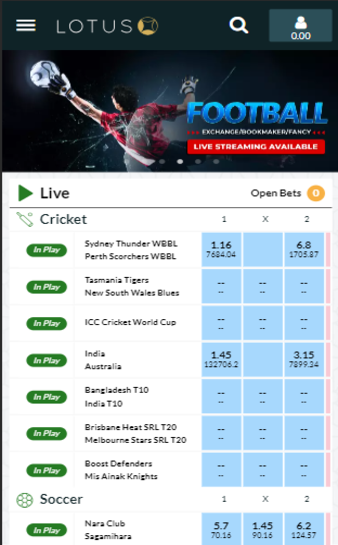 LOTUS
0.00
FOOTBALL
EXCHANGE/BOOKMAKER/FANCY
LIVE STREAMING AVAILABLE
Live
Open Bets 0
Cricket 1 X 2
In Play
Sydney Thunder WBBL
Perth Scorchers WBBL
1.16 6.8
7684.04 1705.87
In Play
Tasmania Tigers
New South Wales Blues
-- -- --
-- -- --
In Play
ICC Cricket World Cup
-- -- --
-- -- --
In Play
India
Australia
1.45 3.15
132706.2 7899.34
In Play
Bangladesh T10
India T10
-- -- --
-- -- --
In Play
Brisbane Heat SRL T20
Melbourne Stars SRL T20
-- -- --
-- -- --
In Play
Boost Defenders
Mis Ainak Knights
-- -- --
-- -- --
Soccer 1 X 2
In Play
Nara Club
Sagamihara
5.7 1.45 6.2
70.16 90.16 124.57